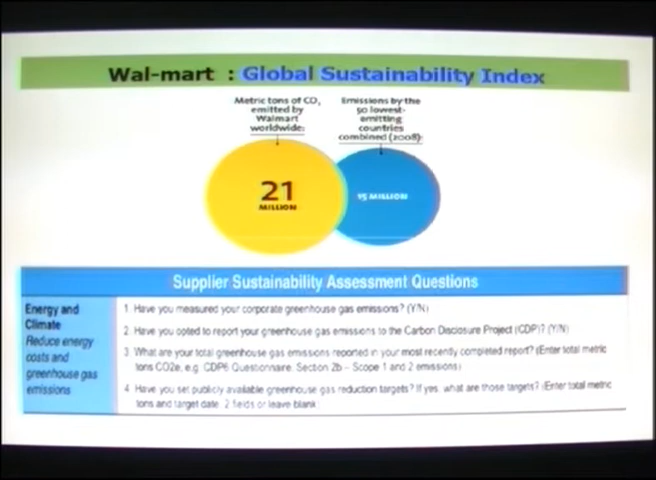 Wal-mart : Global Sustainability Index
Metric tons of CO₂
emitted by
Walmart
worldwide:
Emissions by the
50 lowest-
emitting
countries
combined (2008):
21
MILLION
15 MILLION
Supplier Sustainability Assessment Questions
Energy and
Climate
Reduce energy
costs and
greenhouse gas
emissions
1. Have you measured your corporate greenhouse gas emissions? (Y/N)
2. Have you opted to report your greenhouse gas emissions to the Carbon Disclosure Project (CDP)? (Y/N)
3. What are your total greenhouse gas emissions reported in your most recently completed report? (Enter total metric
tons CO2e, e.g. CDP6 Questionnaire, Section 2b – Scope 1 and 2 emissions)
4. Have you set publicly available greenhouse gas reduction targets? If yes, what are those targets? (Enter total metric
tons and target date; 2 fields or leave blank